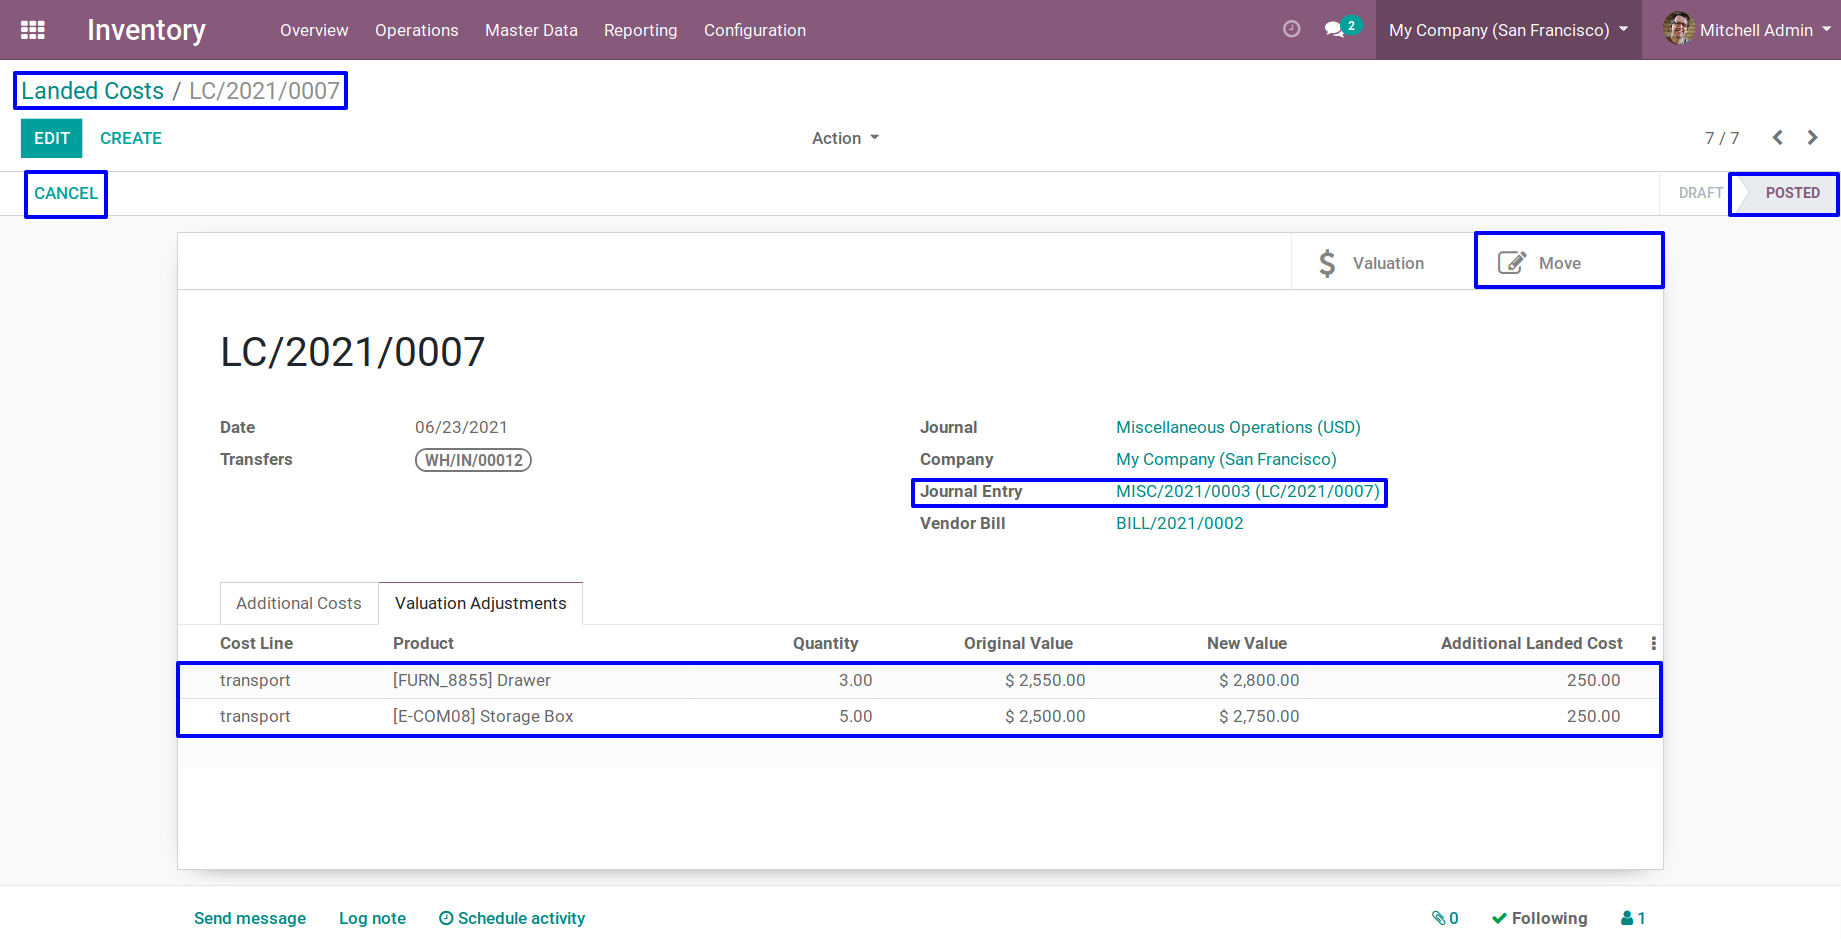 Inventory Overview Operations Master Data Reporting Configuration 2 My Company (San Francisco) Mitchell Admin
Landed Costs / LC/2021/0007
EDIT CREATE Action 7 / 7
CANCEL DRAFT POSTED
$ Valuation Move
LC/2021/0007
Date 06/23/2021 Journal Miscellaneous Operations (USD)
Transfers WH/IN/00012 Company My Company (San Francisco)
Journal Entry MISC/2021/0003 (LC/2021/0007)
Vendor Bill BILL/2021/0002
Additional Costs Valuation Adjustments
Cost Line Product Quantity Original Value New Value Additional Landed Cost
transport [FURN_8855] Drawer 3.00 $ 2,550.00 $ 2,800.00 250.00
transport [E-COM08] Storage Box 5.00 $ 2,500.00 $ 2,750.00 250.00
Send message Log note Schedule activity 0 Following 1